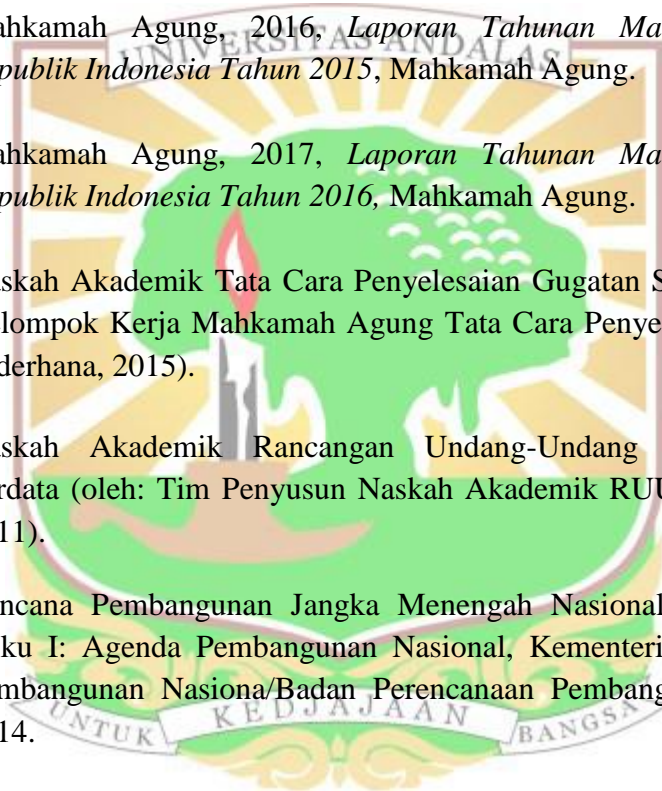 ahkamah Agung, 2016, Laporan Tahunan Ma
UNIVERSITAS ANDALAS
publik Indonesia Tahun 2015, Mahkamah Agung.
ahkamah Agung, 2017, Laporan Tahunan Ma
publik Indonesia Tahun 2016, Mahkamah Agung.
skah Akademik Tata Cara Penyelesaian Gugatan S
elompok Kerja Mahkamah Agung Tata Cara Penye
derhana, 2015).
skah Akademik Rancangan Undang-Undang
rdata (oleh: Tim Penyusun Naskah Akademik RUU
11).
ncana Pembangunan Jangka Menengah Nasional
ku I: Agenda Pembangunan Nasional, Kementeri
mbangunan Nasiona/Badan Perencanaan Pembang
14.
UNTUK KEDJAJAAN BANGSA